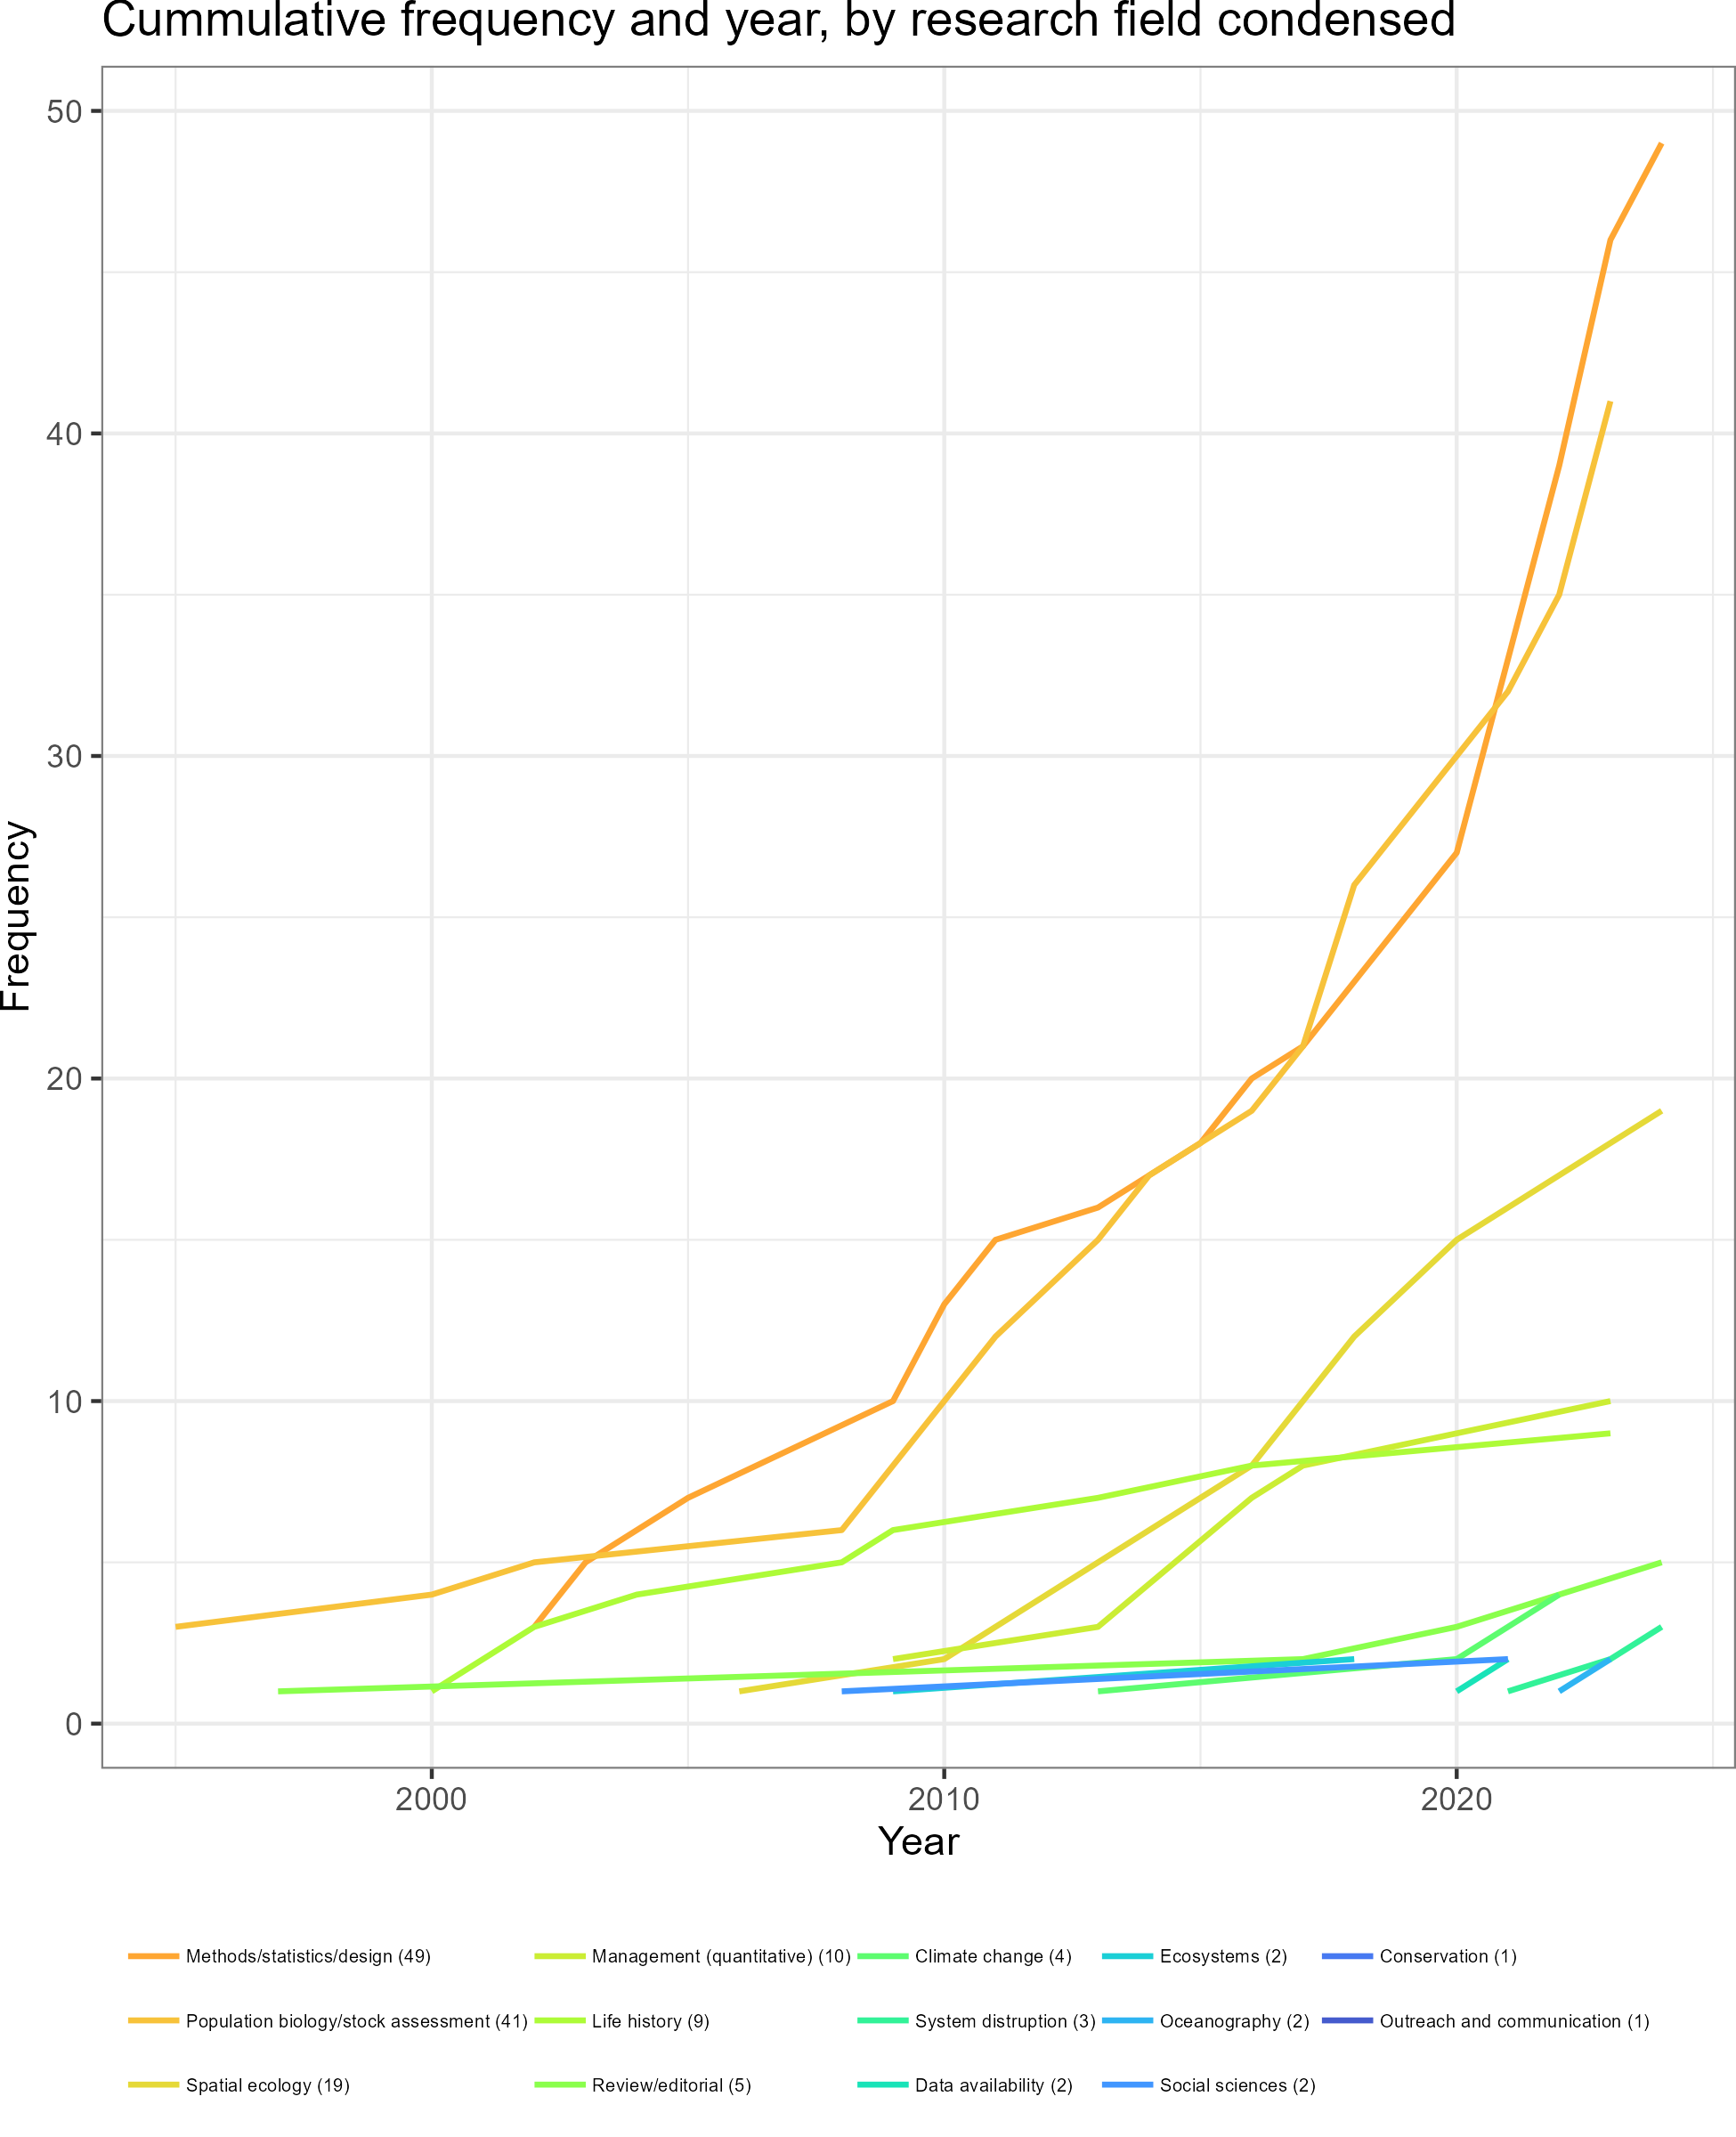 Cummulative frequency and year, by research field condensed
50
40
30
20
10
0
Frequency
2000 2010 2020
Year
Methods/statistics/design (49) Management (quantitative) (10) Climate change (4) Ecosystems (2) Conservation (1)
Population biology/stock assessment (41) Life history (9) System distruption (3) Oceanography (2) Outreach and communication (1)
Spatial ecology (19) Review/editorial (5) Data availability (2) Social sciences (2)